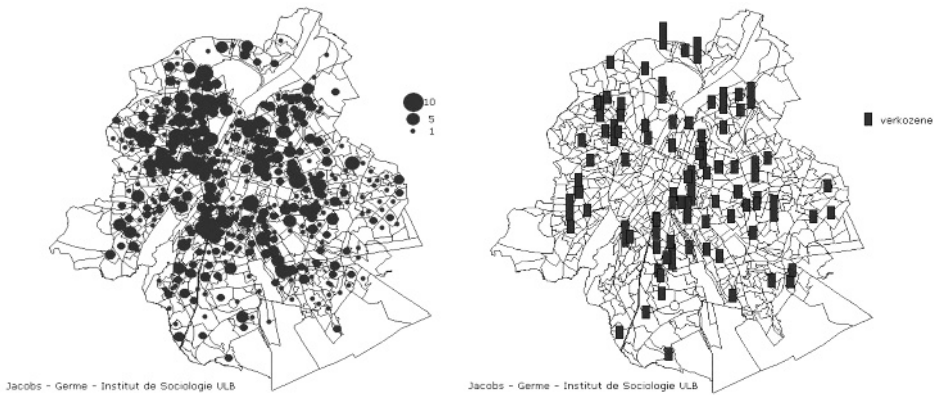 10
5
1
Jacobs - Germe - Institut de Sociologie ULB
verkozene
Jacobs - Germe - Institut de Sociologie ULB